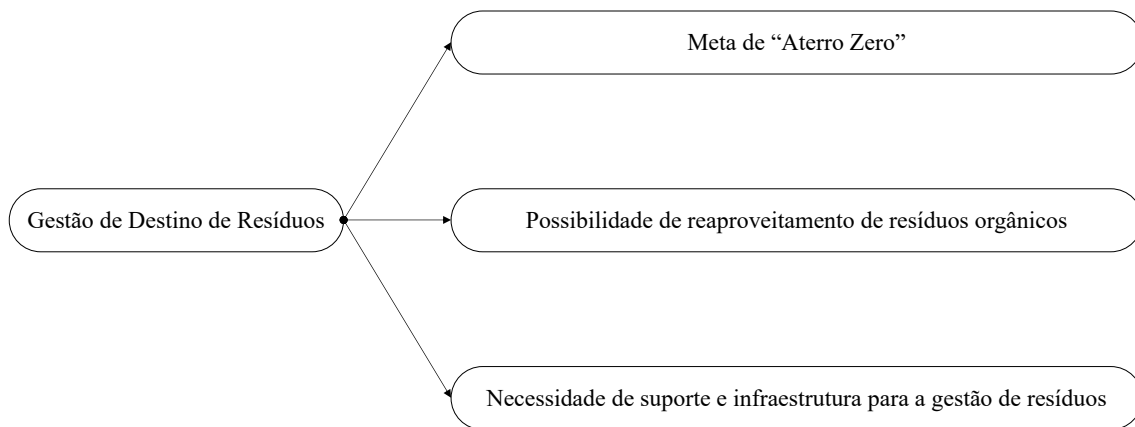 Meta de “Aterro Zero”
Gestão de Destino de Resíduos
Possibilidade de reaproveitamento de resíduos orgânicos
Necessidade de suporte e infraestrutura para a gestão de resíduos